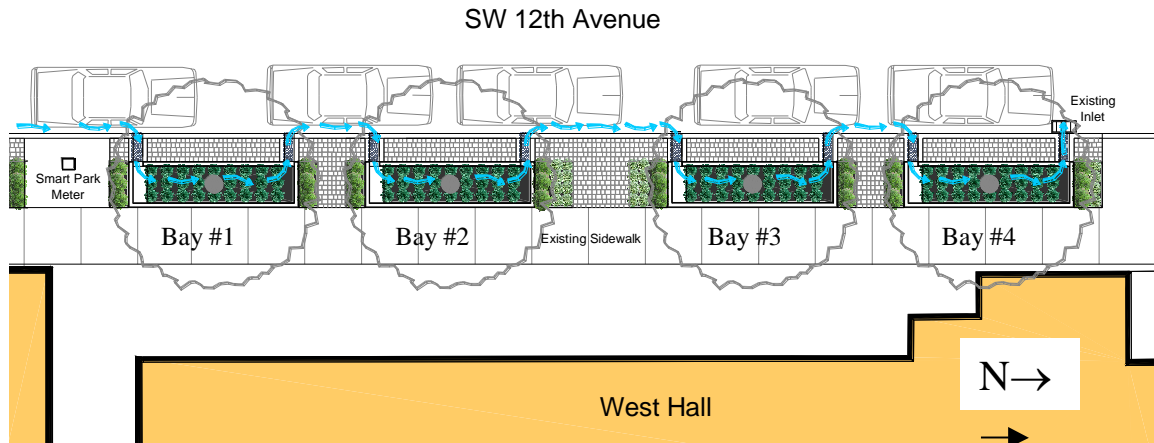 SW 12th Avenue
Existing
Inlet
Smart Park
Meter
Bay #1
Bay #2
Existing Sidewalk
Bay #3
Bay #4
N→
West Hall